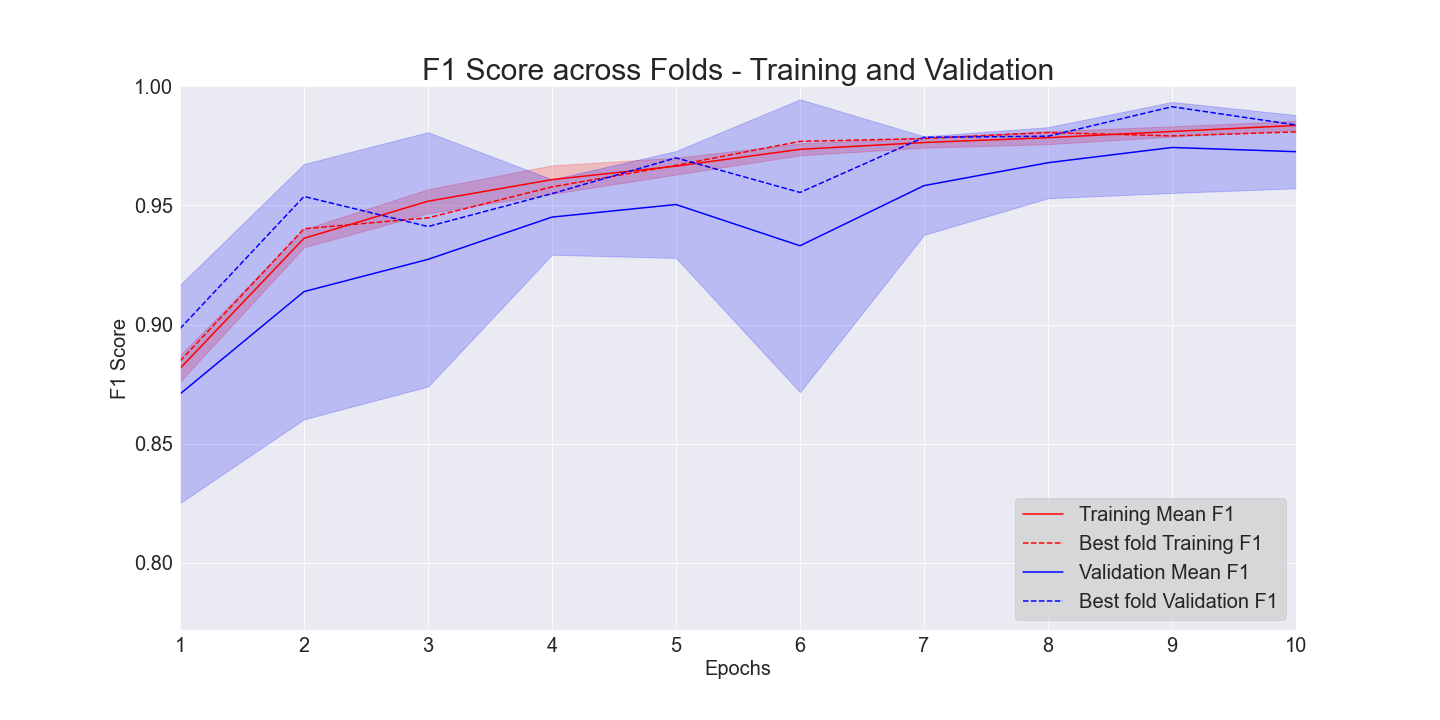 F1 Score across Folds - Training and Validation
1.00
0.95
0.90
0.85
0.80
F1 Score
1 2 3 4 5 6 7 8 9 10
Epochs
Training Mean F1
Best fold Training F1
Validation Mean F1
Best fold Validation F1